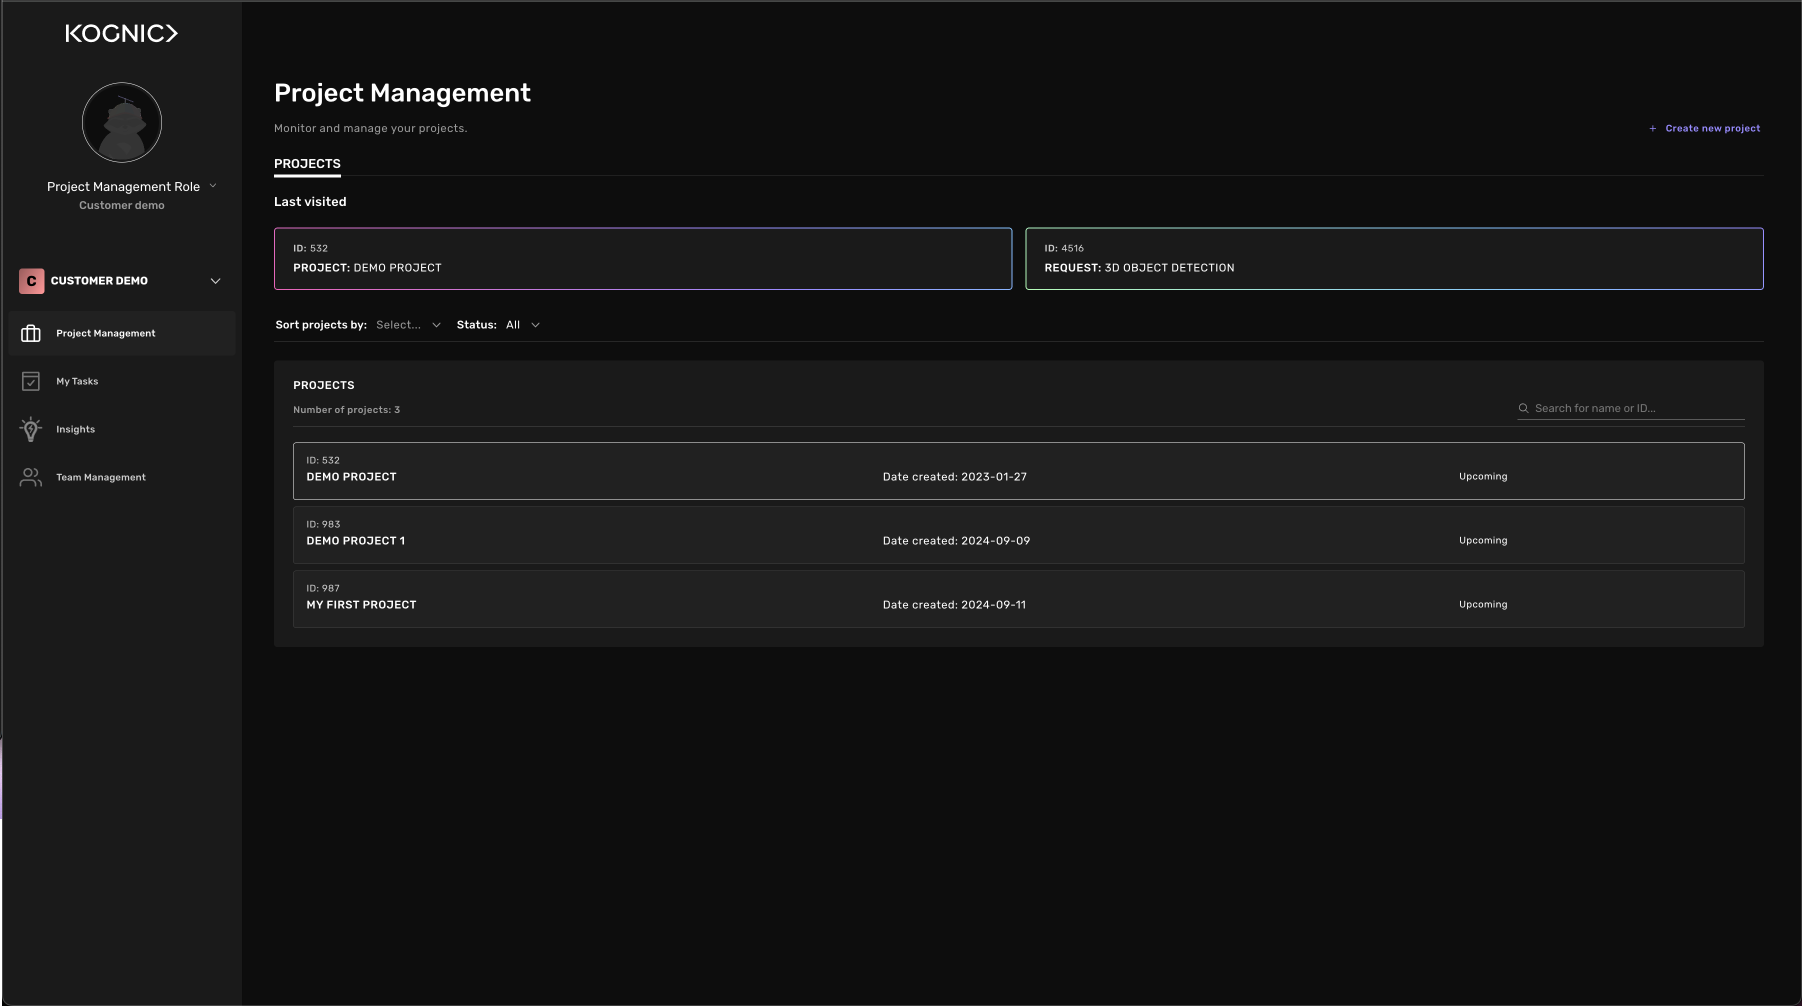 KOGNIC
Project Management Role
Customer demo
C CUSTOMER DEMO
Project Management
My Tasks
Insights
Team Management
Project Management
Monitor and manage your projects.
+ Create new project
PROJECTS
Last visited
ID: 532
PROJECT: DEMO PROJECT
ID: 4516
REQUEST: 3D OBJECT DETECTION
Sort projects by: Select... Status: All
PROJECTS
Number of projects: 3
Search for name or ID...
ID: 532
DEMO PROJECT Date created: 2023-01-27 Upcoming
ID: 983
DEMO PROJECT 1 Date created: 2024-09-09 Upcoming
ID: 987
MY FIRST PROJECT Date created: 2024-09-11 Upcoming